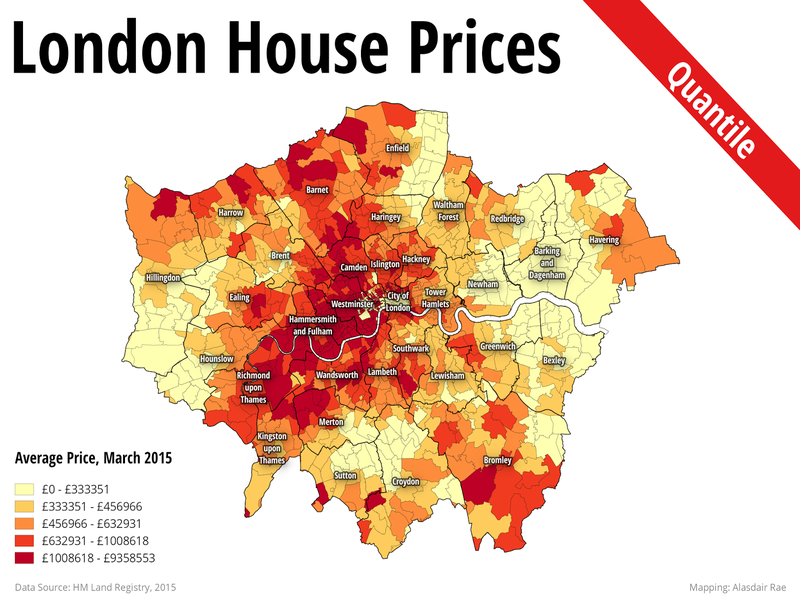 London House Prices
Quantile
Enfield
Barnet
Harrow
Haringey
Waltham
Forest
Redbridge
Havering
Brent
Camden
Islington
Hackney
Barking
and
Dagenham
Hillingdon
Newham
Ealing
Westminster
City of
London
Tower
Hamlets
Hammersmith
and Fulham
Hounslow
Southwark
Greenwich
Bexley
Richmond
upon
Thames
Wandsworth
Lambeth
Lewisham
Merton
Kingston
upon
Thames
Sutton
Croydon
Bromley
Average Price, March 2015
£0 - £333351
£333351 - £456966
£456966 - £632931
£632931 - £1008618
£1008618 - £9358553
Data Source: HM Land Registry, 2015
Mapping: Alasdair Rae